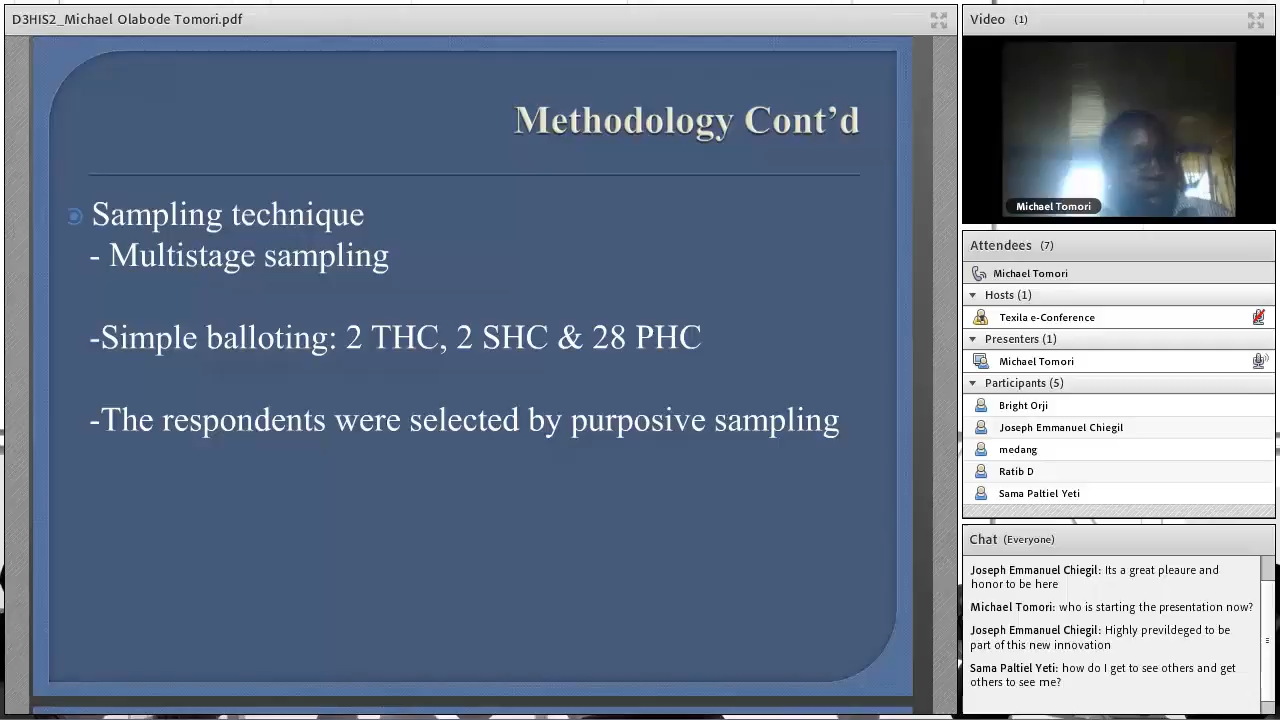 D3HIS2_Michael Olabode Tomori.pdf
Methodology Cont’d
Sampling technique
- Multistage sampling
-Simple balloting: 2 THC, 2 SHC & 28 PHC
-The respondents were selected by purposive sampling
Video (1)
Michael Tomori
Attendees (7)
Michael Tomori
Hosts (1)
Texila e-Conference
Presenters (1)
Michael Tomori
Participants (5)
Bright Orji
Joseph Emmanuel Chiegil
medang
Ratib D
Sama Paltiel Yeti
Chat (Everyone)
Joseph Emmanuel Chiegil: Its a great pleaure and
honor to be here
Michael Tomori: who is starting the presentation now?
Joseph Emmanuel Chiegil: Highly previldeged to be
part of this new innovation
Sama Paltiel Yeti: how do I get to see others and get
others to see me?